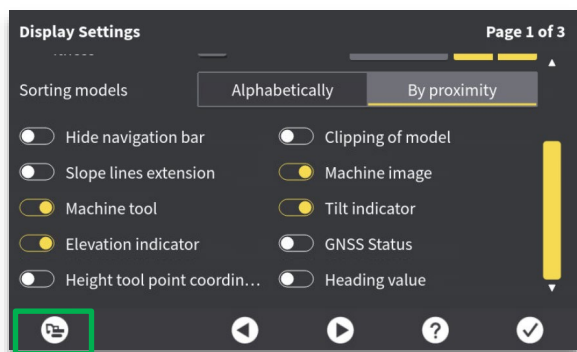 Display Settings Page 1 of 3
Sorting models Alphabetically By proximity
Hide navigation bar Clipping of model
Slope lines extension Machine image
Machine tool Tilt indicator
Elevation indicator GNSS Status
Height tool point coordin... Heading value
?